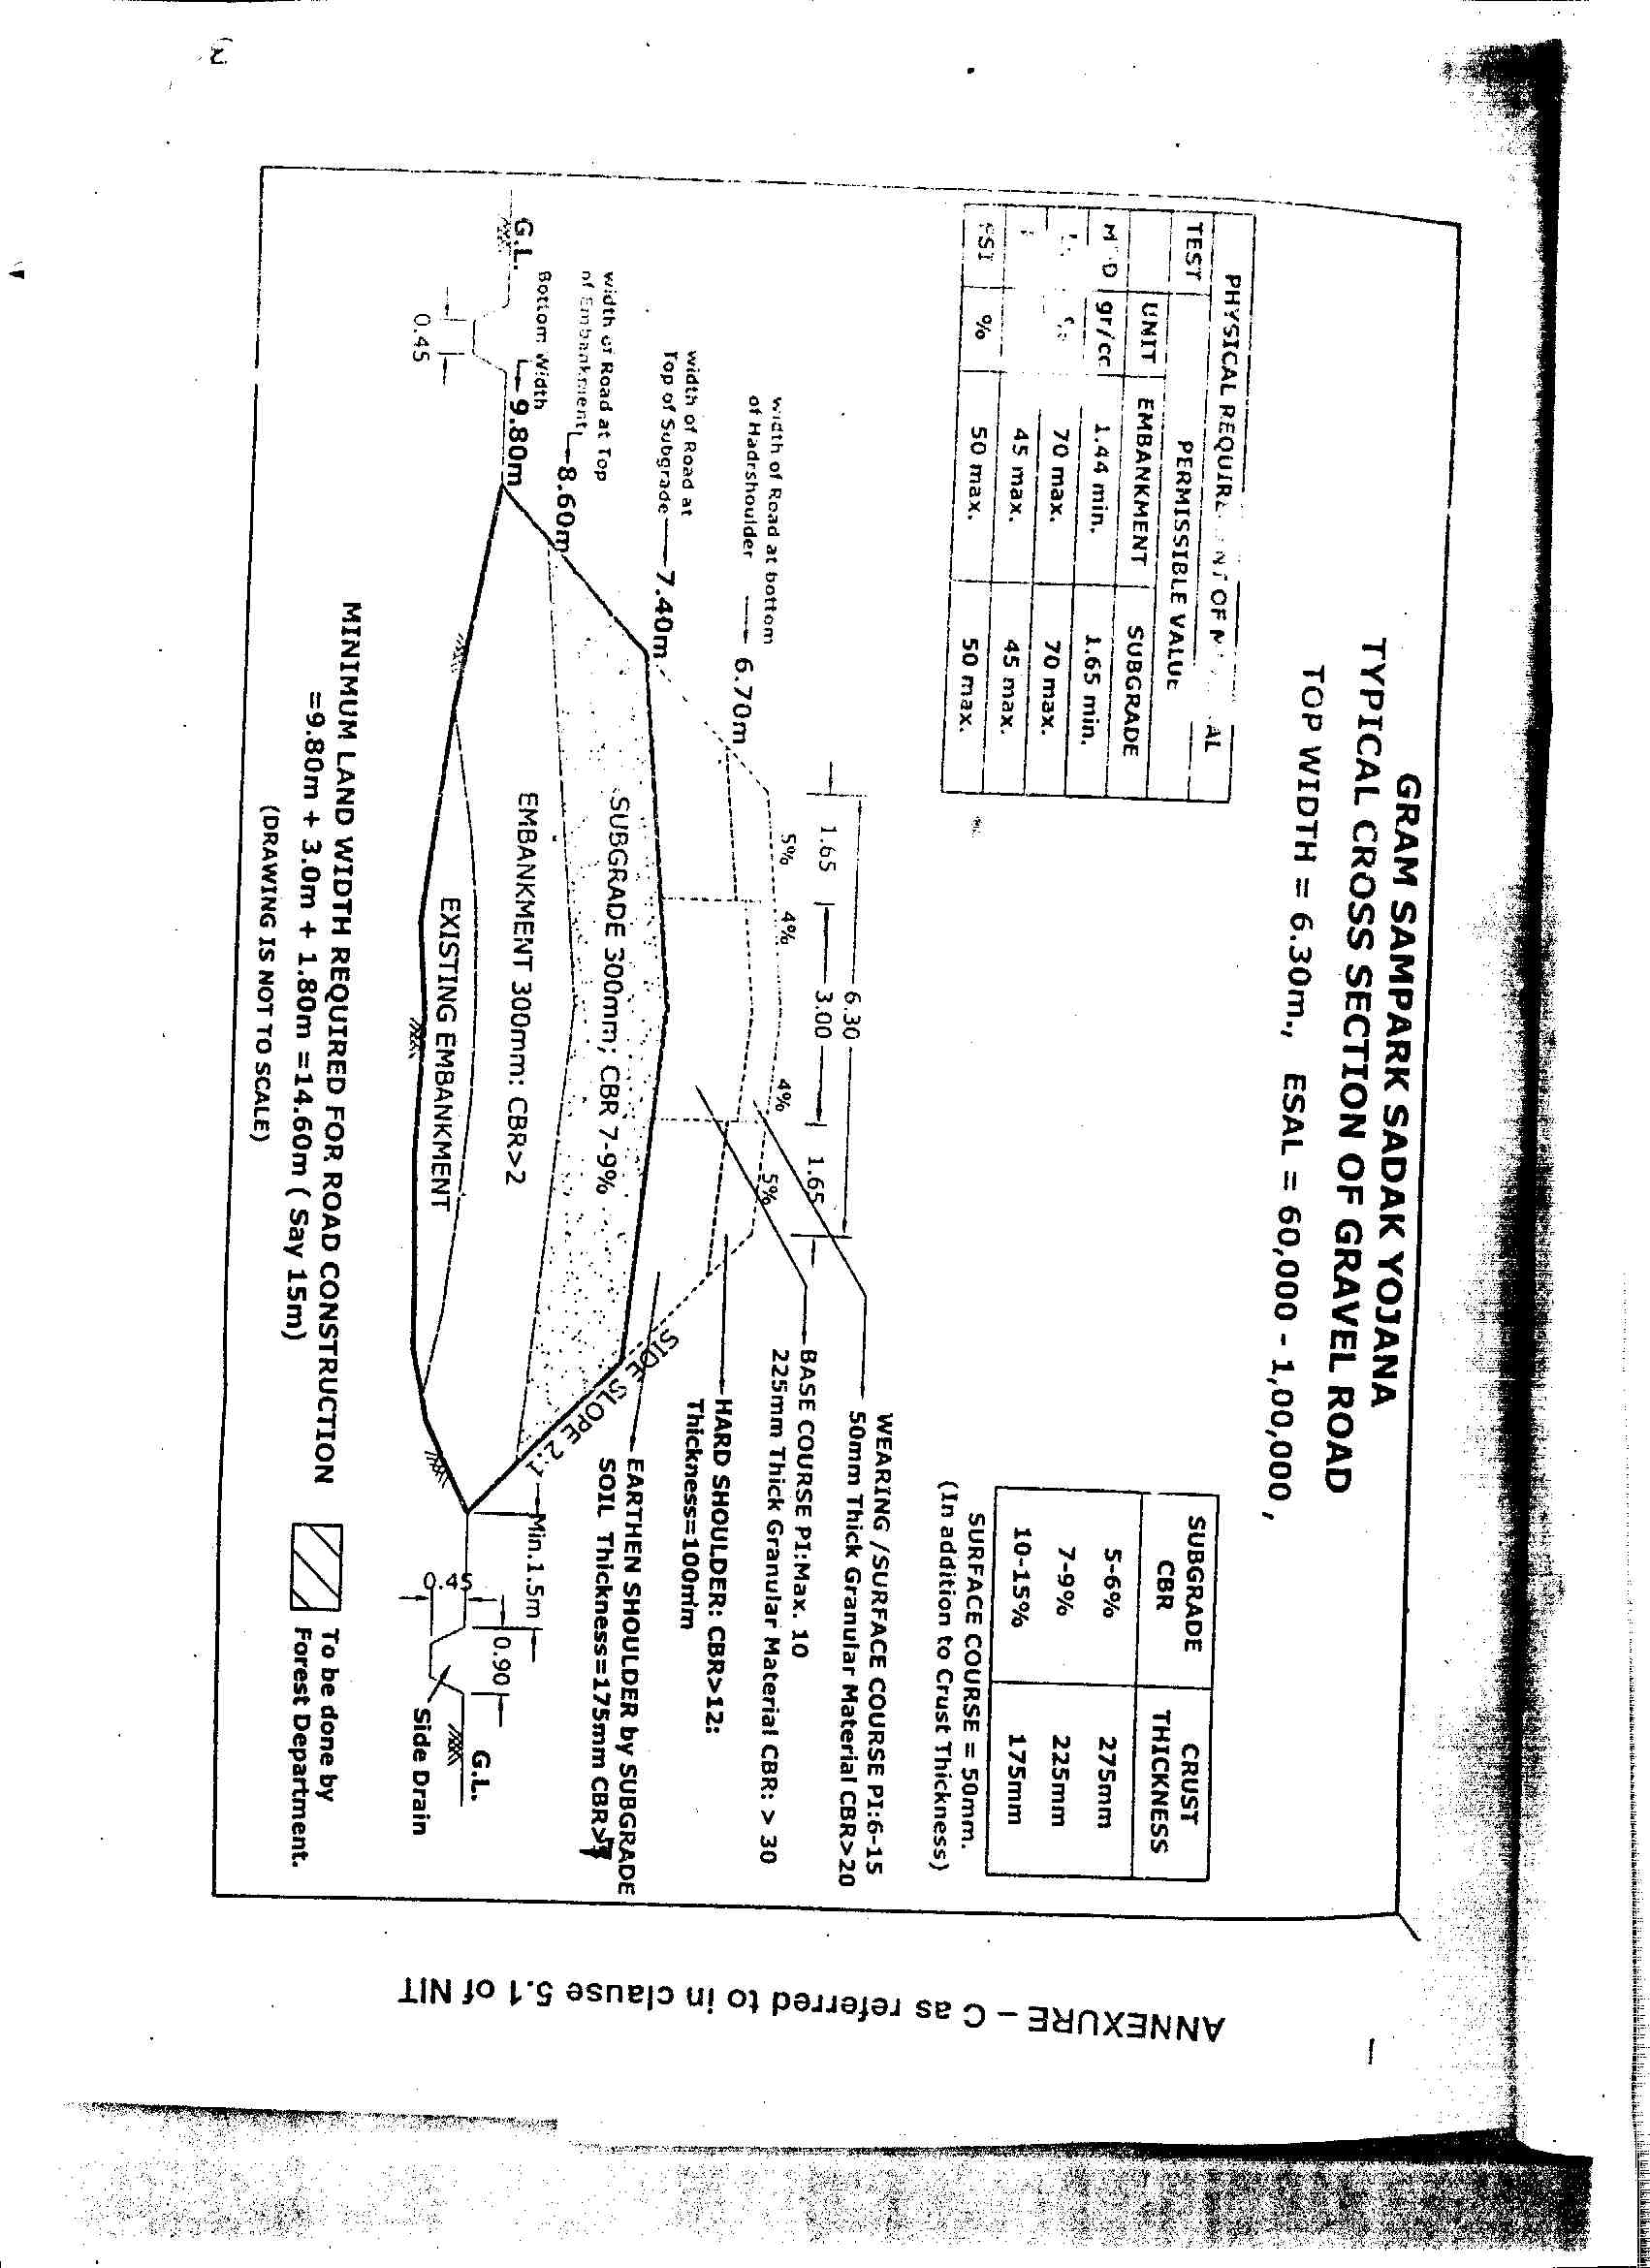 ANNEXURE – C as referred to in clause 5.1 of NIT
GRAM SAMPARK SADAK YOJANA
TYPICAL CROSS SECTION OF GRAVEL ROAD
TOP WIDTH = 6.30m., ESAL = 60,000 - 1,00,000 ,
PHYSICAL OF AL
TEST PERMISSIBLE VALUE
UNIT EMBANKMENT SUBGRADE
gr/cc 1.44 min. 1.65 min.
70 max. 70 max.
45 max. 45 max.
% 50 max. 50 max.
SUBGRADE CRUST
CBR THICKNESS
5-6% 275mm
7-9% 225mm
10-15% 175mm
SURFACE COURSE = 50mm.
(In addition to Crust Thickness)
6.30
1.65 3.00 1.65
5% 4% 4% 5%
WEARING /SURFACE COURSE PI:6-15
50mm Thick Granular Material CBR>20
BASE COURSE PI:Max. 10
225mm Thick Granular Material CBR: > 30
HARD SHOULDER: CBR>12:
Thickness=100mm
EARTHEN SHOULDER by SUBGRADE
SOIL Thickness=175mm CBR>
width of Road at bottom
of Hadrshoulder 6.70m
width of Road at
Top of Subgrade 7.40m
width of Road at Top
of Embankment 8.60m
Bottom Width 9.80m
G.L.
0.45
SUBGRADE 300mm; CBR 7-9%
EMBANKMENT 300mm: CBR>2
EXISTING EMBANKMENT
SIDE SLOPE 2:1
Min.1.5m
0.90
0.45
G.L.
Side Drain
MINIMUM LAND WIDTH REQUIRED FOR ROAD CONSTRUCTION
=9.80m + 3.0m + 1.80m =14.60m ( Say 15m)
(DRAWING IS NOT TO SCALE)
To be done by
Forest Department.